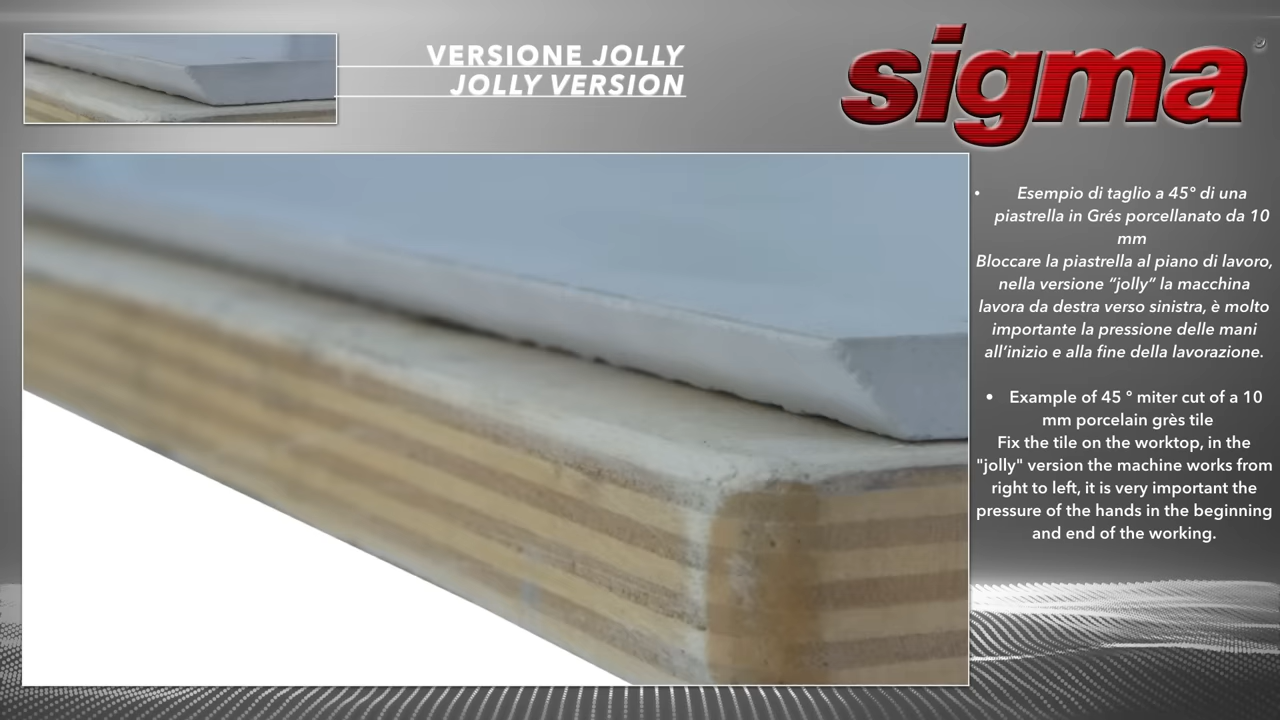 VERSIONE JOLLY
JOLLY VERSION
sigma
®
• Esempio di taglio a 45° di una
piastrella in Grés porcellanato da 10
mm
Bloccare la piastrella al piano di lavoro,
nella versione “jolly” la macchina
lavora da destra verso sinistra, è molto
importante la pressione delle mani
all’inizio e alla fine della lavorazione.
• Example of 45 ° miter cut of a 10
mm porcelain grès tile
Fix the tile on the worktop, in the
"jolly" version the machine works from
right to left, it is very important the
pressure of the hands in the beginning
and end of the working.